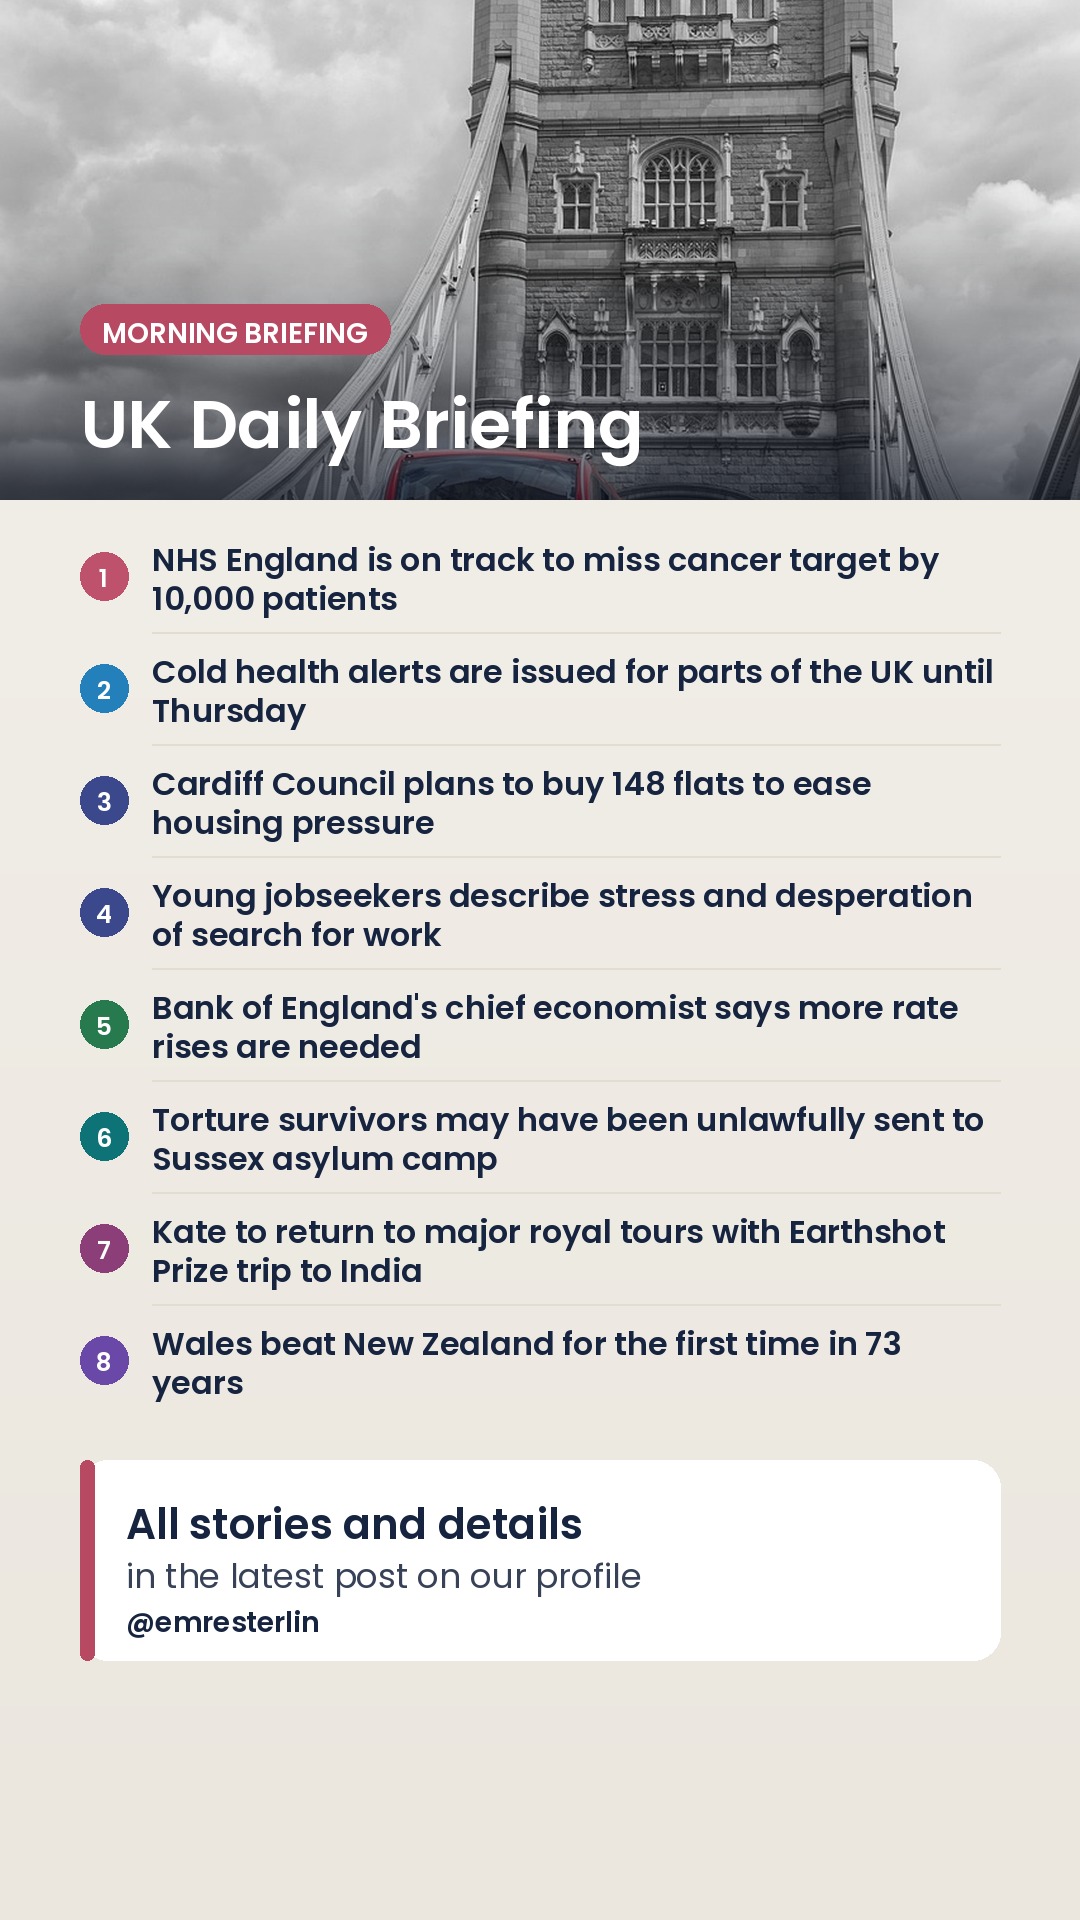 MORNING BRIEFING
UK Daily Briefing
1
NHS England is on track to miss cancer target by
10,000 patients
2
Cold health alerts are issued for parts of the UK until
Thursday
3
Cardiff Council plans to buy 148 flats to ease
housing pressure
4
Young jobseekers describe stress and desperation
of search for work
5
Bank of England's chief economist says more rate
rises are needed
6
Torture survivors may have been unlawfully sent to
Sussex asylum camp
7
Kate to return to major royal tours with Earthshot
Prize trip to India
8
Wales beat New Zealand for the first time in 73
years
All stories and details
in the latest post on our profile
@emresterlin